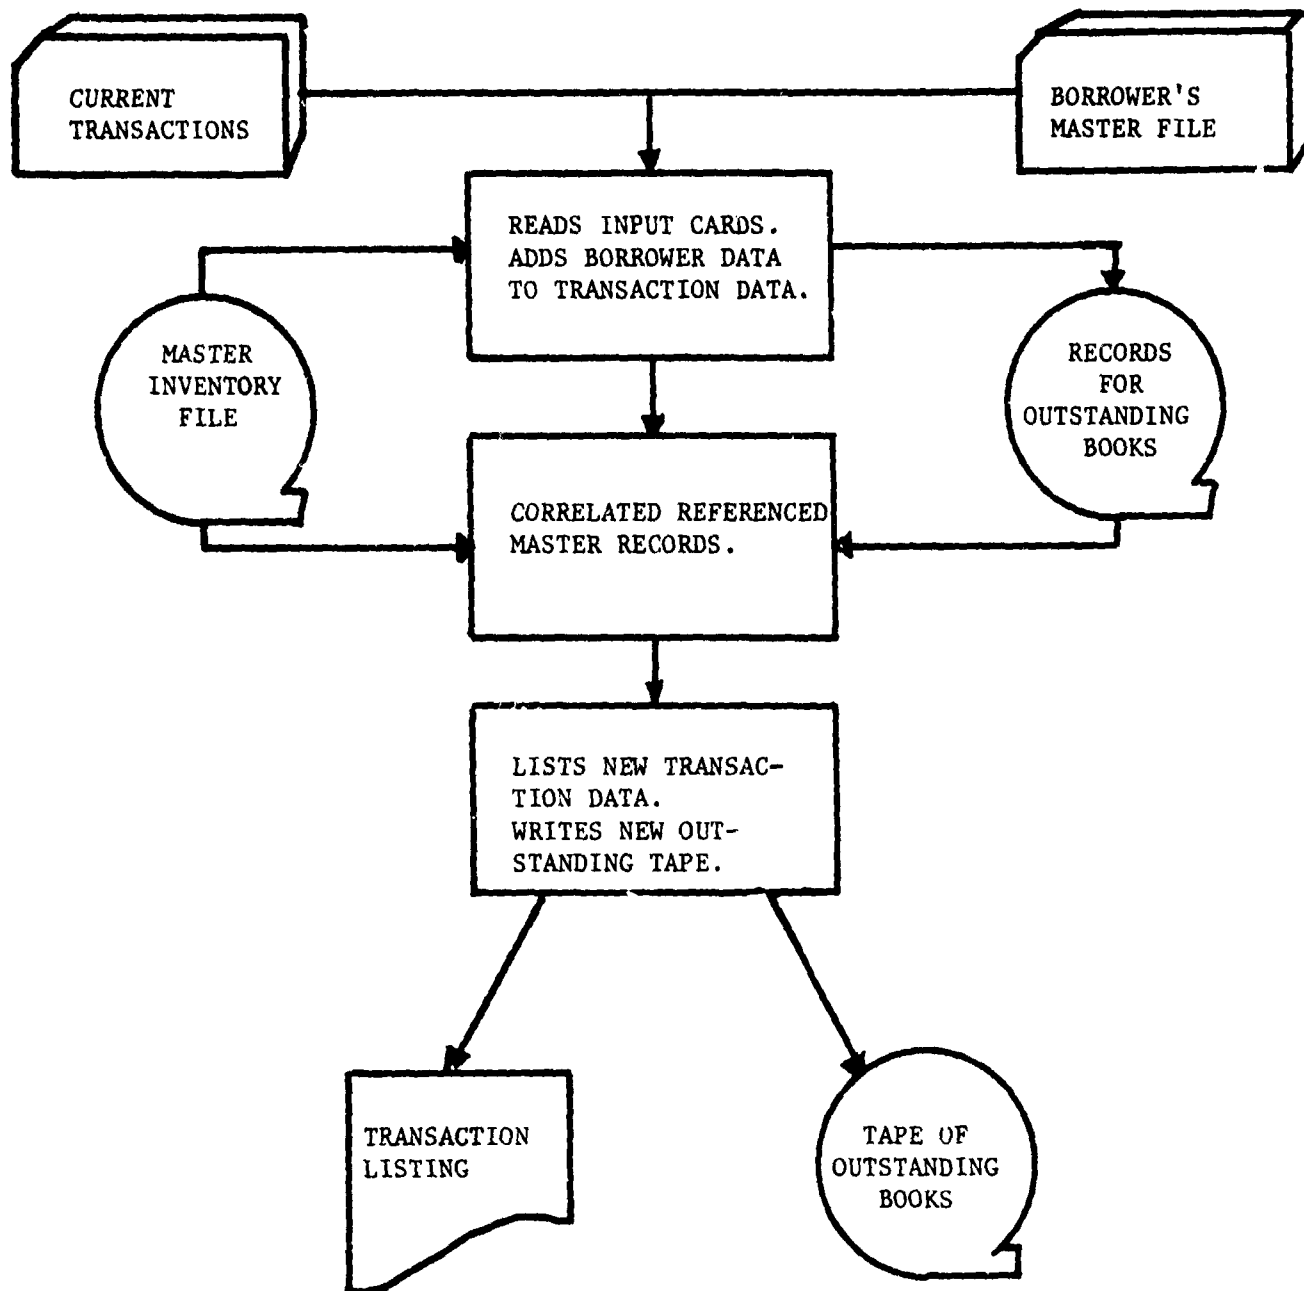 CURRENT
TRANSACTIONS
BORROWER'S
MASTER FILE
READS INPUT CARDS.
ADDS BORROWER DATA
TO TRANSACTION DATA.
MASTER
INVENTORY
FILE
RECORDS
FOR
OUTSTANDING
BOOKS
CORRELATED REFERENCED
MASTER RECORDS.
LISTS NEW TRANSAC-
TION DATA.
WRITES NEW OUT-
STANDING TAPE.
TRANSACTION
LISTING
TAPE OF
OUTSTANDING
BOOKS